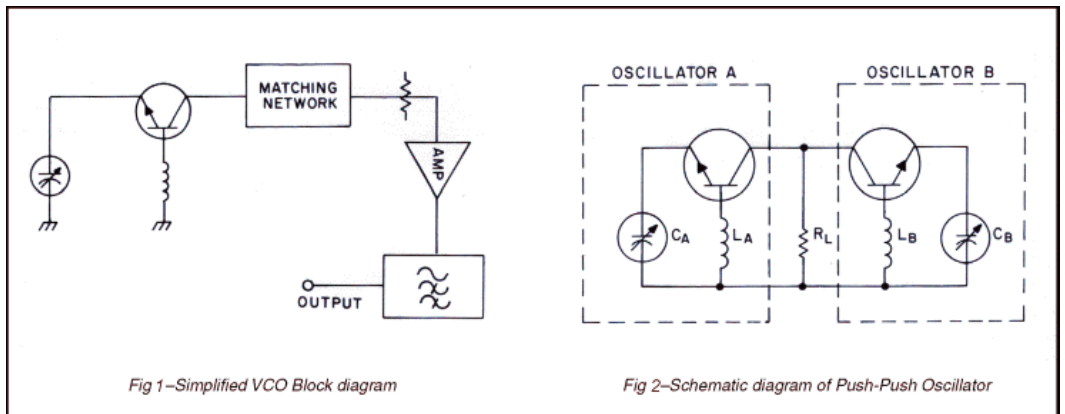 MATCHING
NETWORK
AMP
OUTPUT
Fig 1–Simplified VCO Block diagram
OSCILLATOR A
OSCILLATOR B
CA
LA
RL
LB
CB
Fig 2–Schematic diagram of Push-Push Oscillator